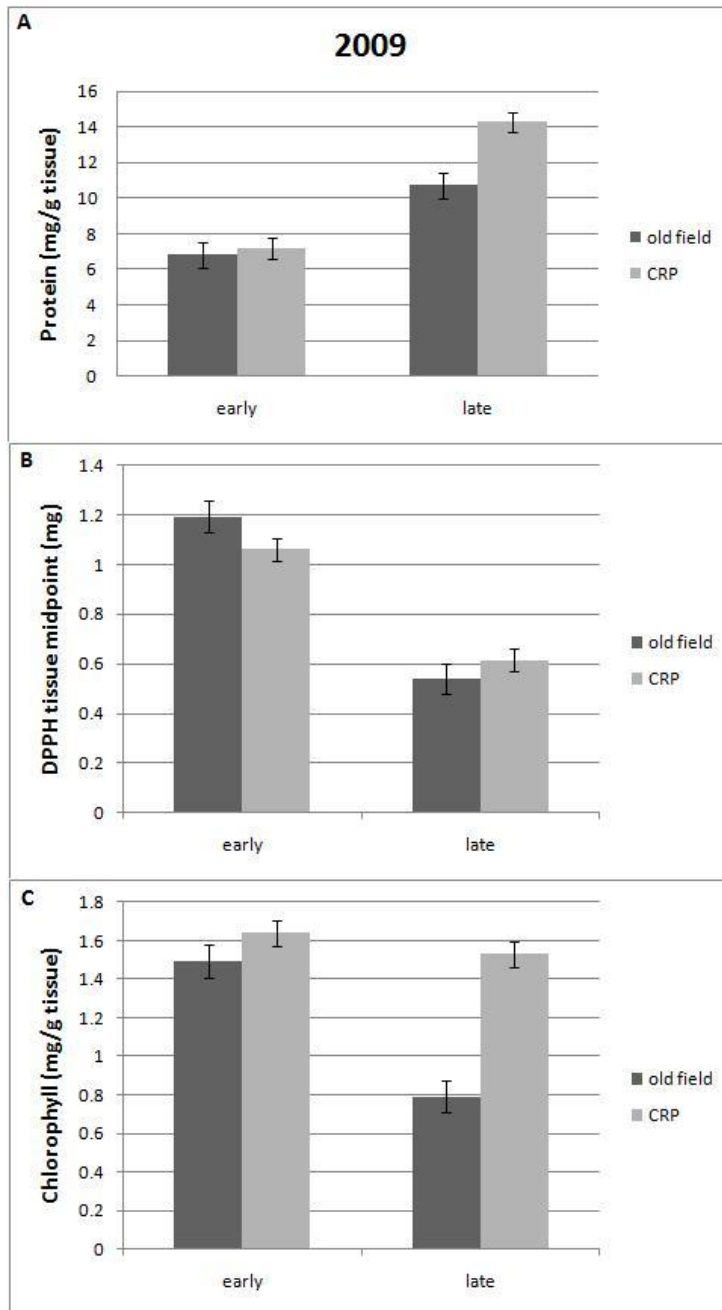 A
2009
Protein (mg/g tissue)
16
14
12
10
8
6
4
2
0
early late
old field
CRP
B
DPPH tissue midpoint (mg)
1.4
1.2
1
0.8
0.6
0.4
0.2
0
early late
old field
CRP
C
Chlorophyll (mg/g tissue)
1.8
1.6
1.4
1.2
1
0.8
0.6
0.4
0.2
0
early late
old field
CRP